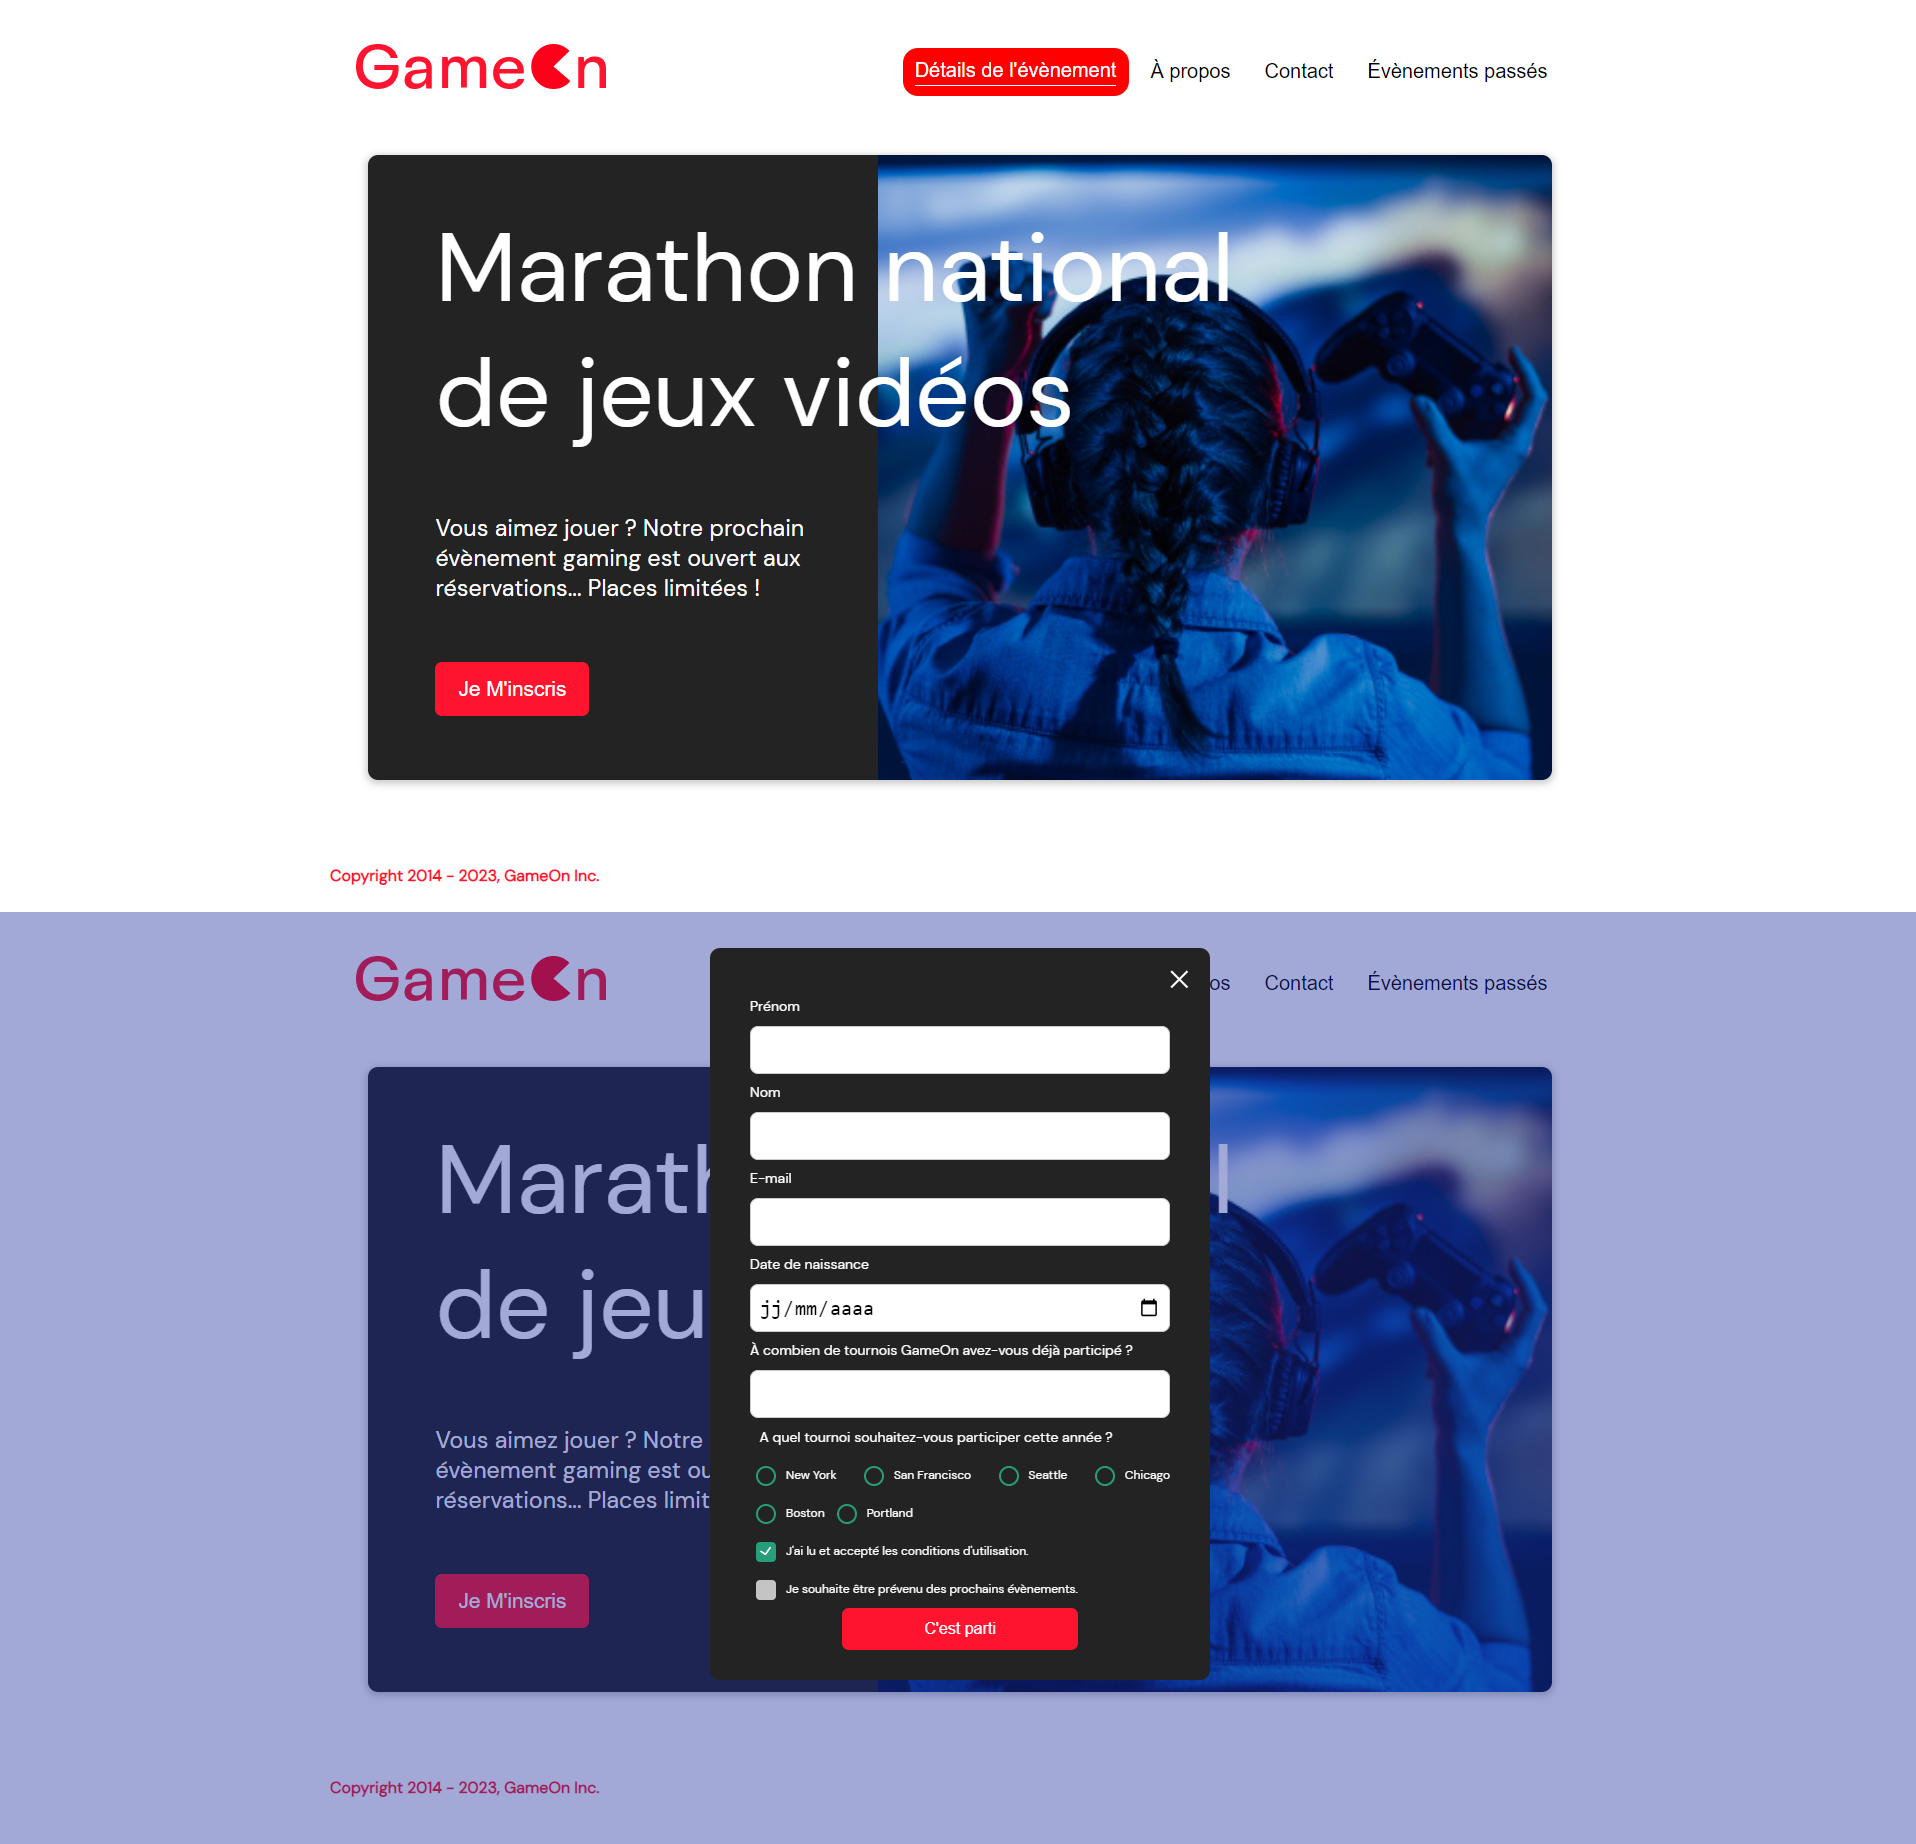 GameOn
Détails de l'évènement
À propos
Contact
Évènements passés
Marathon national
de jeux vidéos
Vous aimez jouer ? Notre prochain
évènement gaming est ouvert aux
réservations... Places limitées !
Je M'inscris
Copyright 2014 - 2023, GameOn Inc.
GameOn
os
Contact
Évènements passés
Marath
l
de jeu
Vous aimez jouer ? Notre
évènement gaming est ou
réservations... Places limit
Je M'inscris
Prénom
Nom
E-mail
Date de naissance
jj/mm/aaaa
À combien de tournois GameOn avez-vous déjà participé ?
A quel tournoi souhaitez-vous participer cette année ?
New York
San Francisco
Seattle
Chicago
Boston
Portland
J'ai lu et accepté les conditions d'utilisation.
Je souhaite être prévenu des prochains évènements.
C'est parti
Copyright 2014 - 2023, GameOn Inc.